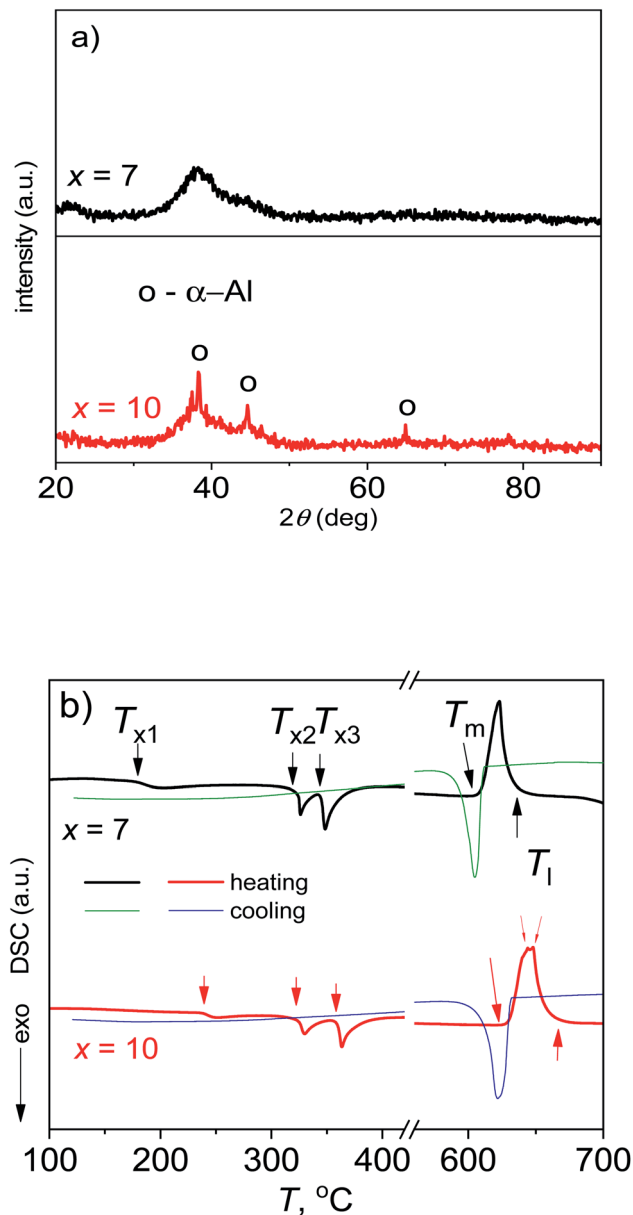 a)
x = 7
intensity (a.u.)
o - α–Al
o
o
o
x = 10
20 40 60 80
2θ (deg)
b)
Tx1
Tx2 Tx3
Tm
Tl
x = 7
heating
cooling
x = 10
exo DSC (a.u.)
100 200 300 400 600 700
T, °C